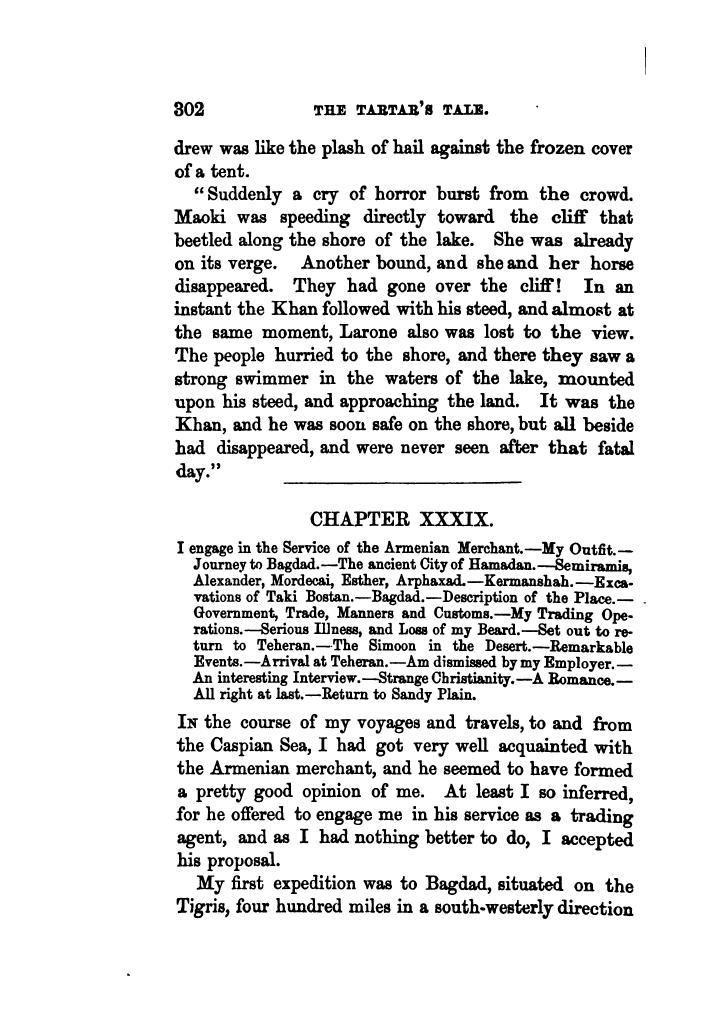 302 THE TARTAR'S TALE.
drew was like the plash of hail against the frozen cover
of a tent.
"Suddenly a cry of horror burst from the crowd.
Maoki was speeding directly toward the cliff that
beetled along the shore of the lake. She was already
on its verge. Another bound, and she and her horse
disappeared. They had gone over the cliff! In an
instant the Khan followed with his steed, and almost at
the same moment, Larone also was lost to the view.
The people hurried to the shore, and there they saw a
strong swimmer in the waters of the lake, mounted
upon his steed, and approaching the land. It was the
Khan, and he was soon safe on the shore, but all beside
had disappeared, and were never seen after that fatal
day."
CHAPTER XXXIX.
I engage in the Service of the Armenian Merchant.—My Outfit.—
Journey to Bagdad.—The ancient City of Hamadan.—Semiramis,
Alexander, Mordecai, Esther, Arphaxad.—Kermanshah.—Exca-
vations of Taki Bostan.—Bagdad.—Description of the Place.—
Government, Trade, Manners and Customs.—My Trading Ope-
rations.—Serious Illness, and Loss of my Beard.—Set out to re-
turn to Teheran.—The Simoon in the Desert.—Remarkable
Events.—Arrival at Teheran.—Am dismissed by my Employer.—
An interesting Interview.—Strange Christianity.—A Romance.—
All right at last.—Return to Sandy Plain.
IN the course of my voyages and travels, to and from
the Caspian Sea, I had got very well acquainted with
the Armenian merchant, and he seemed to have formed
a pretty good opinion of me. At least I so inferred,
for he offered to engage me in his service as a trading
agent, and as I had nothing better to do, I accepted
his proposal.
My first expedition was to Bagdad, situated on the
Tigris, four hundred miles in a south-westerly direction